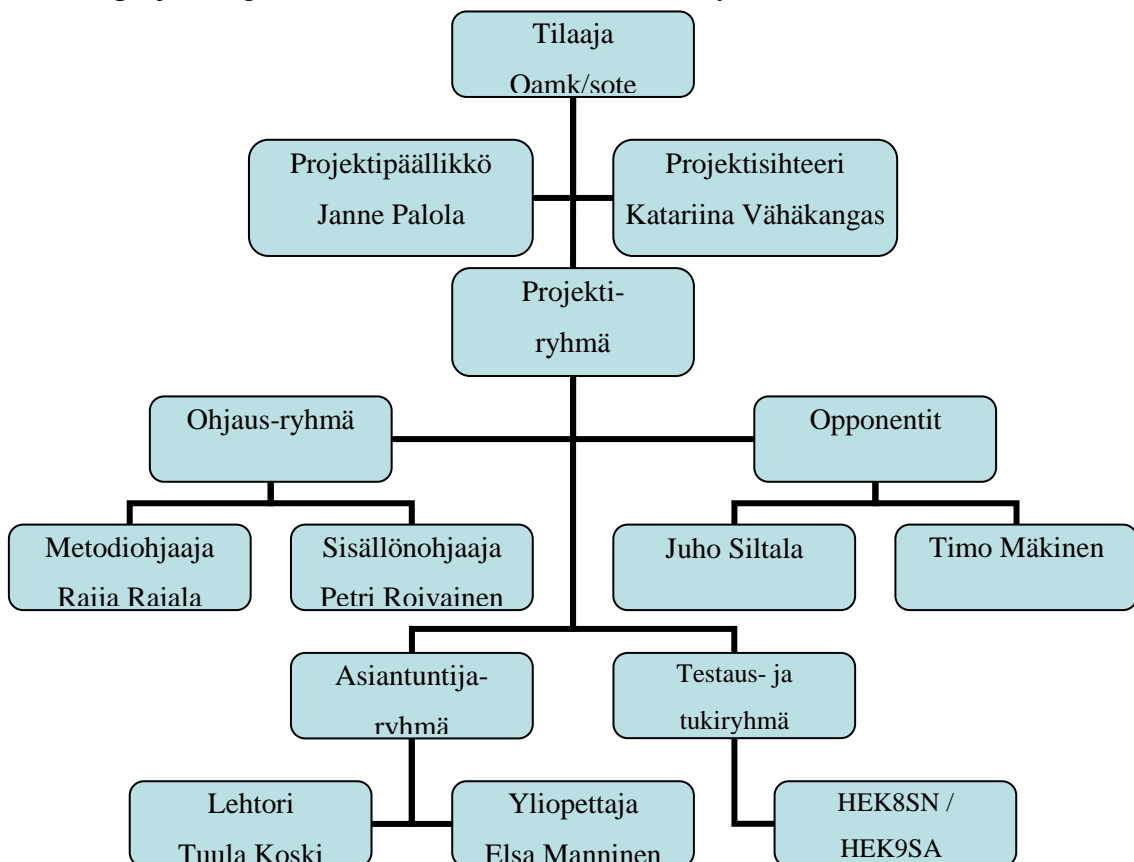 Tilaaja
Oamk/sote
Projektipäällikkö
Janne Palola
Projektisihteeri
Katariina Vähäkangas
Projekti-
ryhmä
Ohjaus-ryhmä
Opponentit
Metodiohjaaja
Raija Rajala
Sisällönohjaaja
Petri Roivainen
Juho Siltala
Timo Mäkinen
Asiantuntija-
ryhmä
Testaus- ja
tukiryhmä
Lehtori
Tuula Koski
Yliopettaja
Elsa Manninen
HEK8SN /
HEK9SA